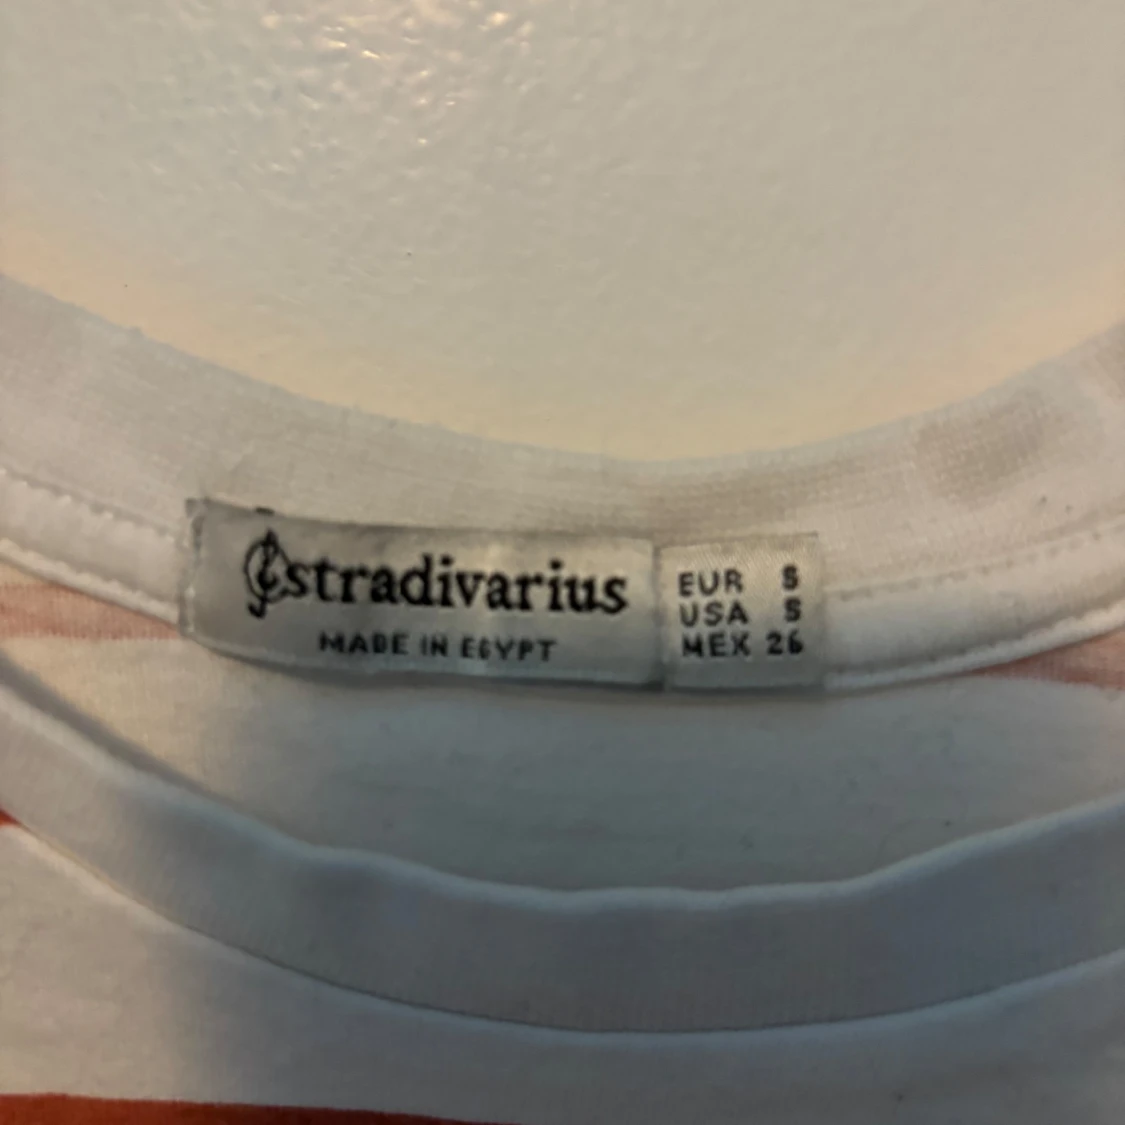 stradivarius
MADE IN EGYPT
EUR S
USA S
MEX 26